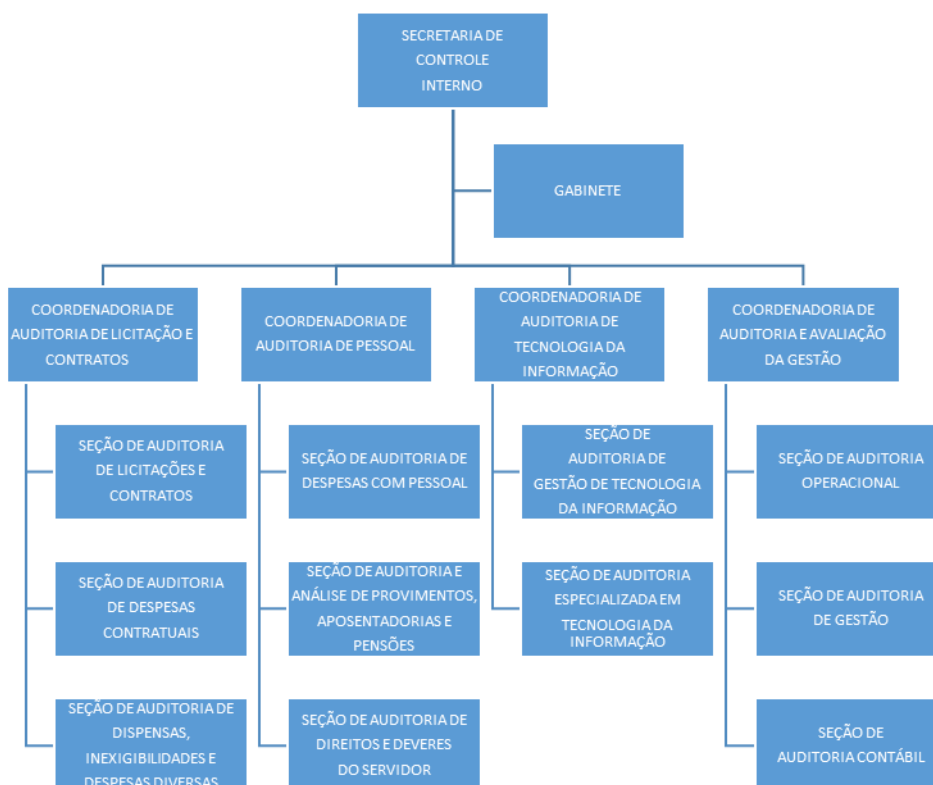 SECRETARIA DE
CONTROLE
INTERNO
GABINETE
COORDENADORIA DE
AUDITORIA DE LICITAÇÃO E
CONTRATOS
COORDENADORIA DE
AUDITORIA DE PESSOAL
COORDENADORIA DE
AUDITORIA DE
TECNOLOGIA DA
INFORMAÇÃO
COORDENADORIA DE
AUDITORIA E AVALIAÇÃO
DA GESTÃO
SEÇÃO DE AUDITORIA
DE LICITAÇÕES E
CONTRATOS
SEÇÃO DE AUDITORIA DE
DESPESAS COM PESSOAL
SEÇÃO DE
AUDITORIA DE
GESTÃO DE TECNOLOGIA
DA INFORMAÇÃO
SEÇÃO DE AUDITORIA
OPERACIONAL
SEÇÃO DE AUDITORIA
DE DESPESAS
CONTRATUAIS
SEÇÃO DE AUDITORIA E
ANÁLISE DE PROVIMENTOS,
APOSENTADORIAS E
PENSÕES
SEÇÃO DE AUDITORIA
ESPECIALIZADA EM
TECNOLOGIA DA
INFORMAÇÃO
SEÇÃO DE AUDITORIA
DE GESTÃO
SEÇÃO DE AUDITORIA DE
DISPENSAS,
INEXIGIBILIDADES E
DESPESAS DIVERSAS
SEÇÃO DE AUDITORIA DE
DIREITOS E DEVERES
DO SERVIDOR
SEÇÃO DE
AUDITORIA CONTÁBIL